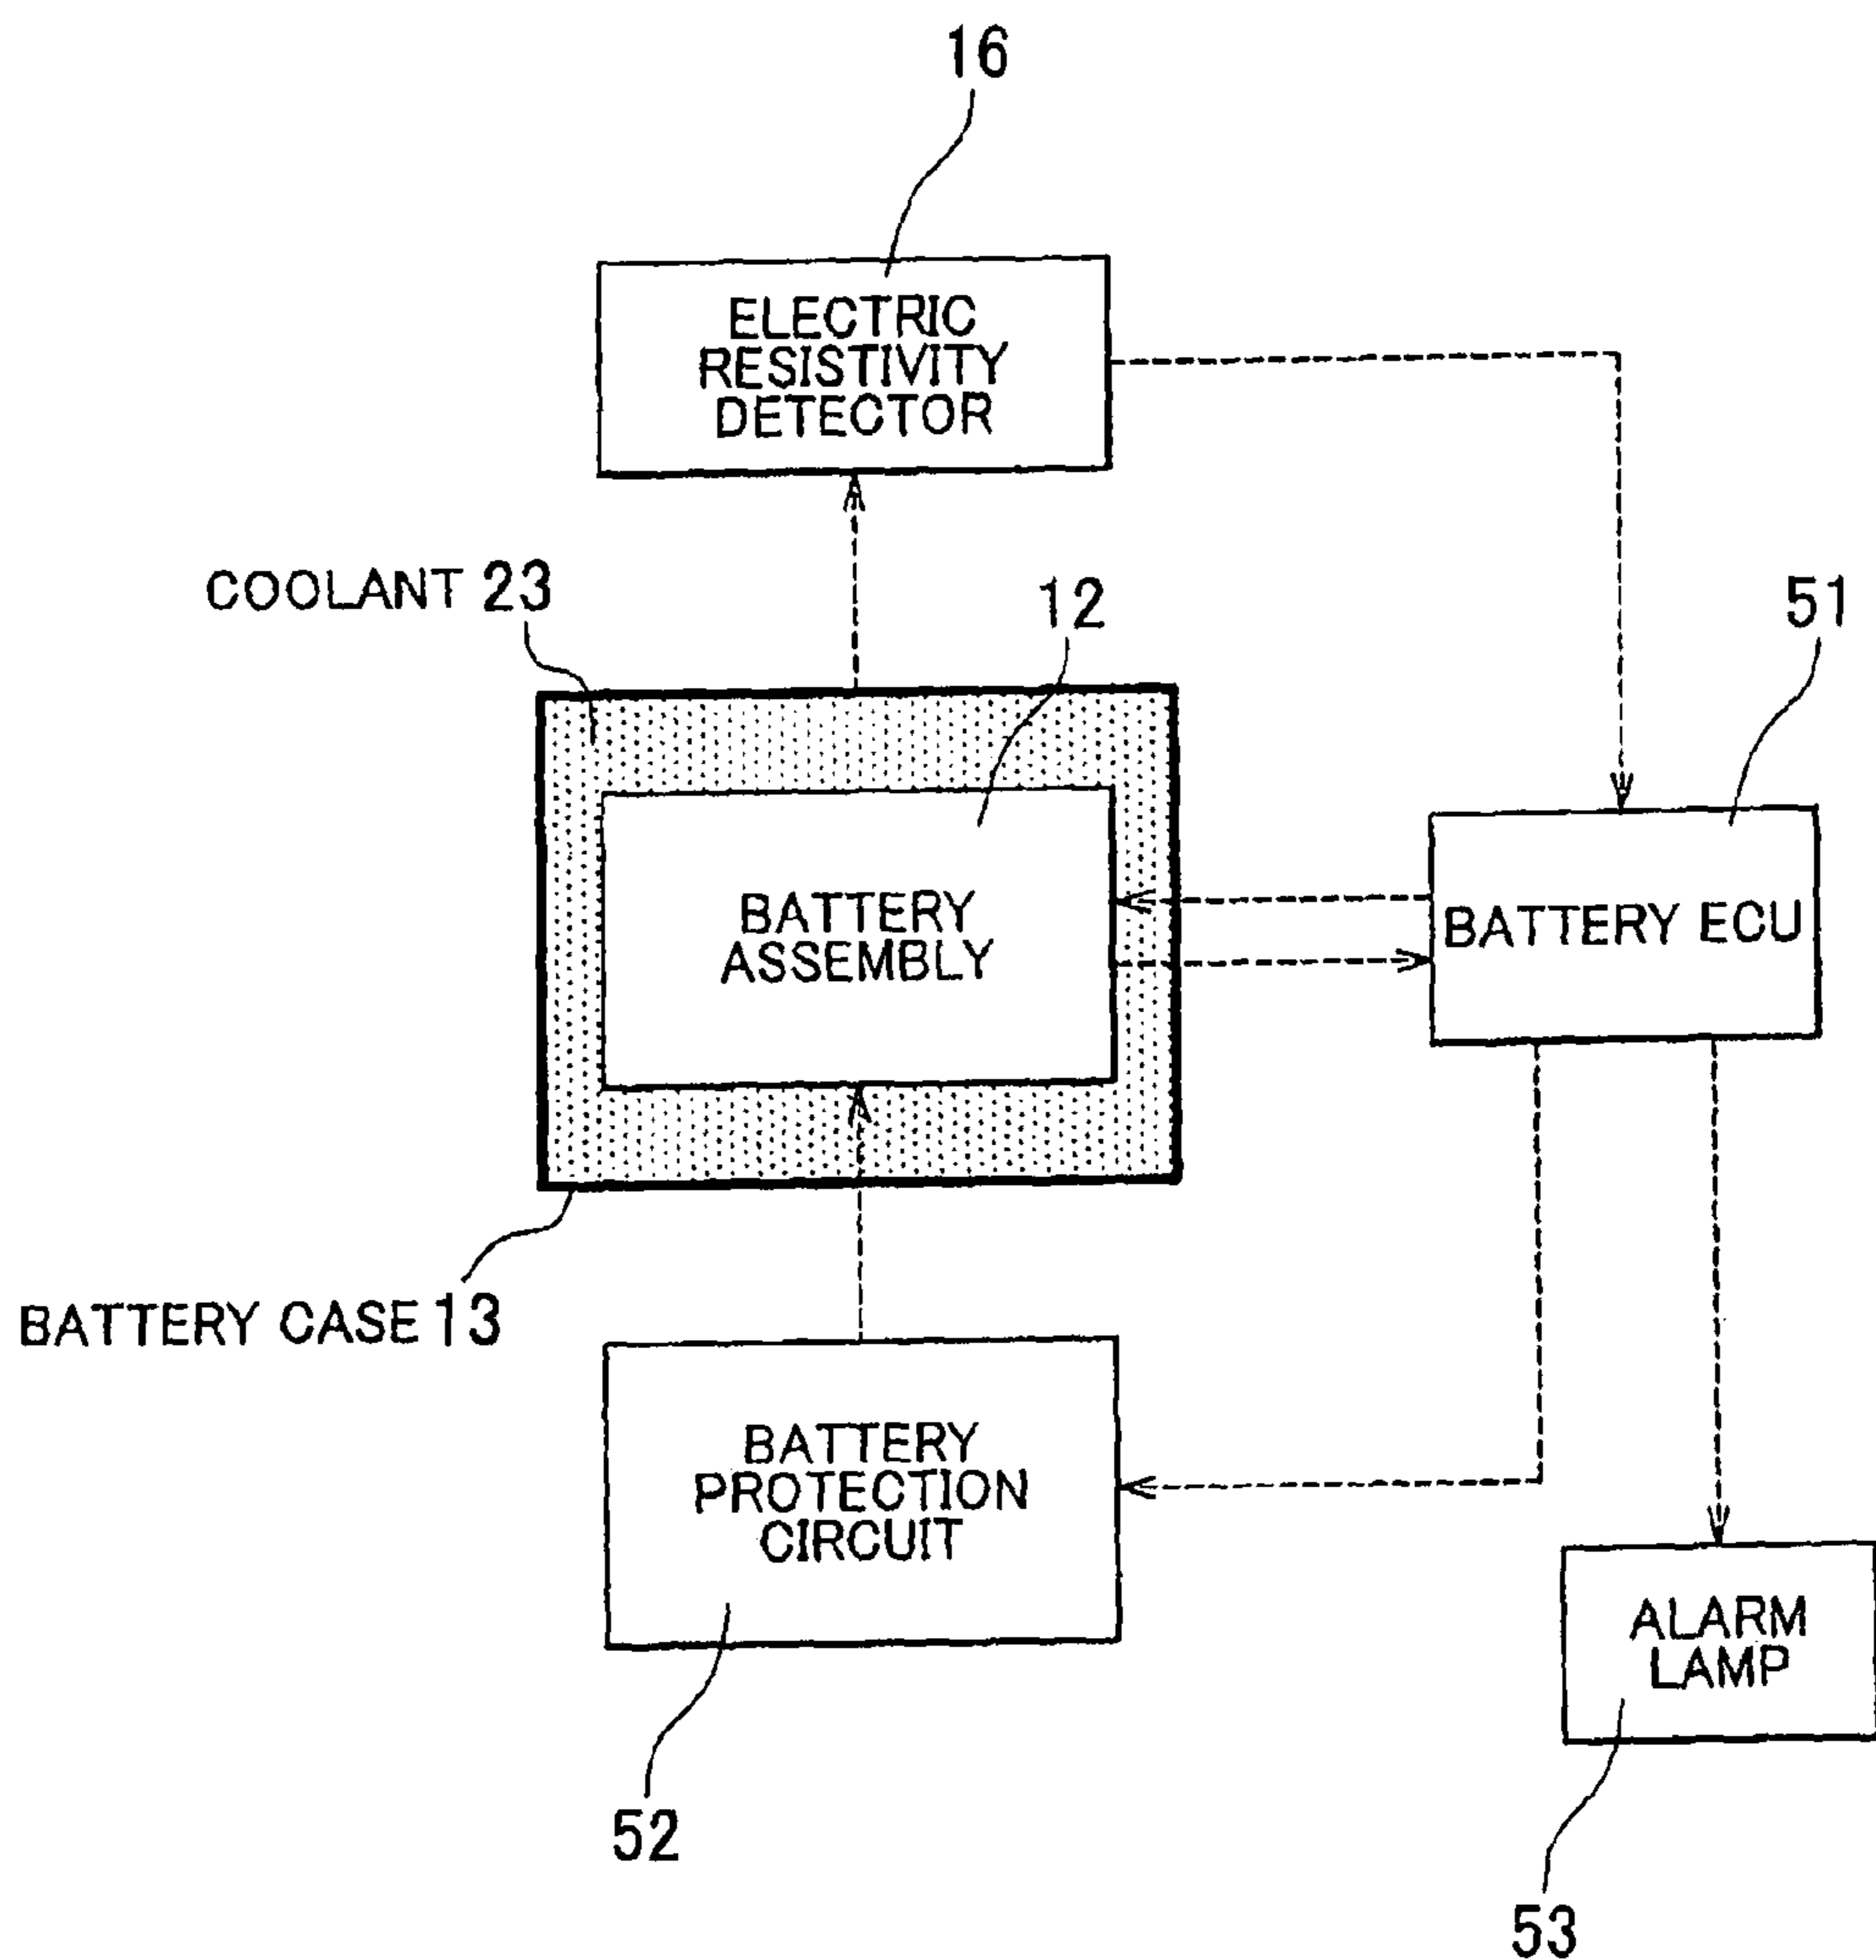 16
ELECTRIC
RESISTIVITY
DETECTOR
COOLANT 23
12
51
BATTERY
ASSEMBLY
BATTERY ECU
BATTERY CASE 13
BATTERY
PROTECTION
CIRCUIT
ALARM
LAMP
52
53